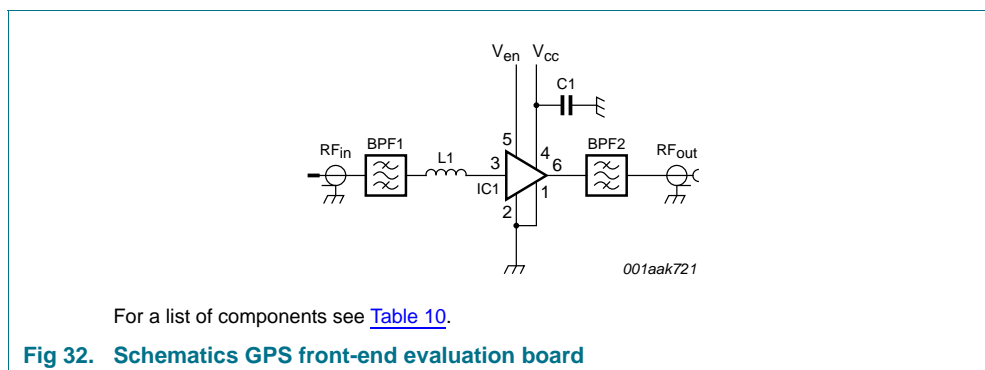 Ven Vcc
C1
5
RFin BPF1 L1 3 4 6 BPF2 RFout
IC1 1
2
001aak721
For a list of components see Table 10.
Fig 32. Schematics GPS front-end evaluation board